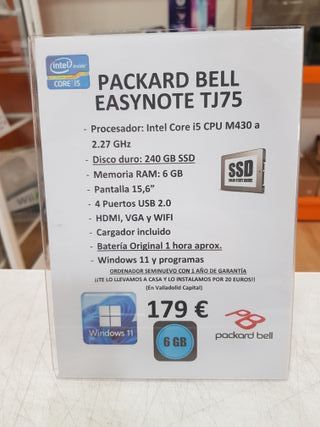 intel inside
CORE i5
PACKARD BELL
EASYNOTE TJ75
- Procesador: Intel Core i5 CPU M430 a
2.27 GHz
- Disco duro: 240 GB SSD
- Memoria RAM: 6 GB
- Pantalla 15,6”
- 4 Puertos USB 2.0
- HDMI, VGA y WIFI
- Cargador incluido
- Batería Original 1 hora aprox.
- Windows 11 y programas
SSD
ORDENADOR SEMINUEVO CON 1 AÑO DE GARANTÍA
¡¡TE LO LLEVAMOS A CASA Y LO INSTALAMOS POR 20 EUROS!!
(En Valladolid Capital)
Windows 11
179 €
6 GB
packard bell